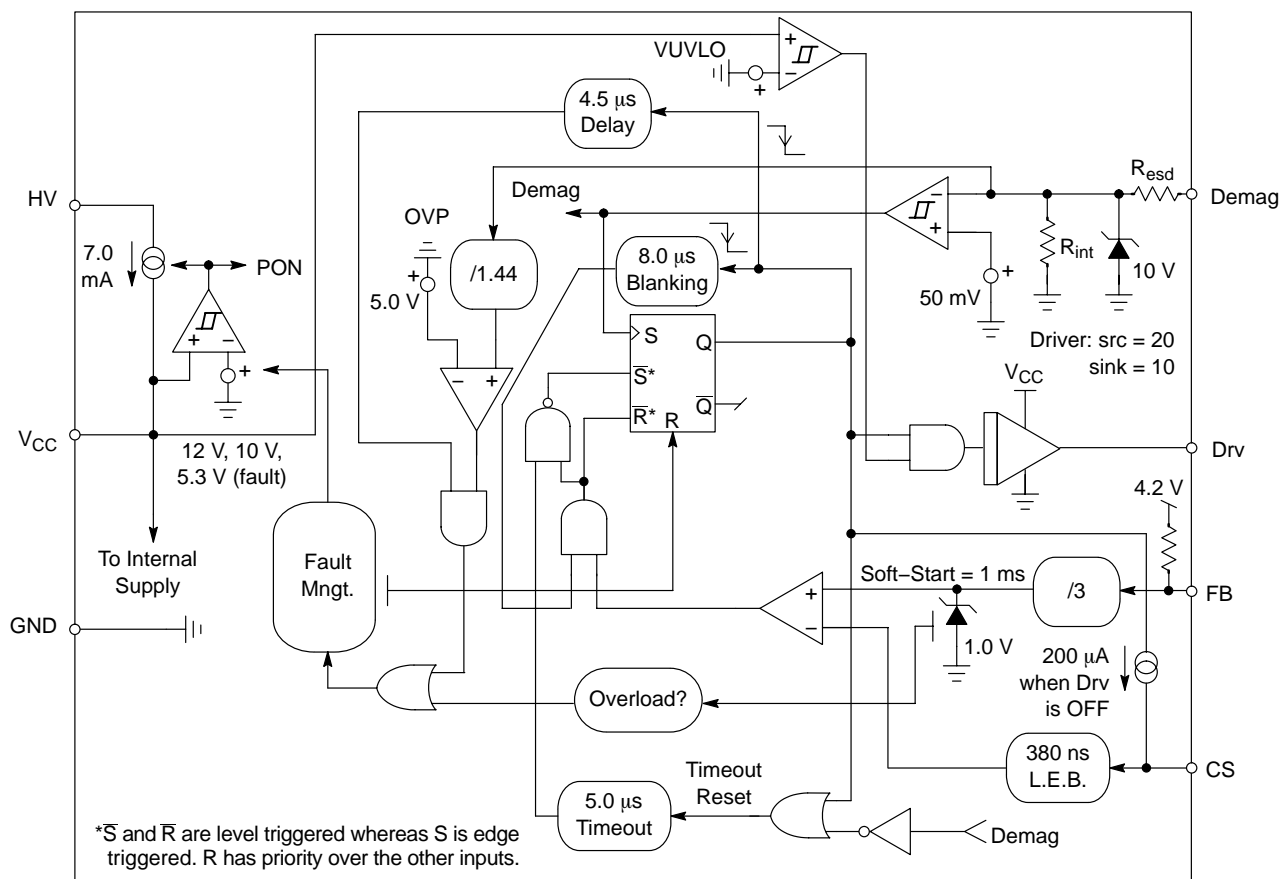 VUVLO
+
−
+
4.5 μs
Delay
Resd
Demag
HV
Demag
OVP
−
+
Rint
10 V
+
50 mV
7.0
mA
PON
+
5.0 V
/1.44
8.0 μs
Blanking
+
−
+
−
+
S
Q
S*
R*
R
Q
Driver: src = 20
sink = 10
VCC
VCC
12 V, 10 V,
5.3 V (fault)
Drv
4.2 V
To Internal
Supply
Fault
Mngt.
Soft–Start = 1 ms
+
−
/3
FB
1.0 V
GND
200 μA
when Drv
is OFF
Overload?
380 ns
L.E.B.
CS
Timeout
Reset
5.0 μs
Timeout
Demag
*S and R are level triggered whereas S is edge
triggered. R has priority over the other inputs.